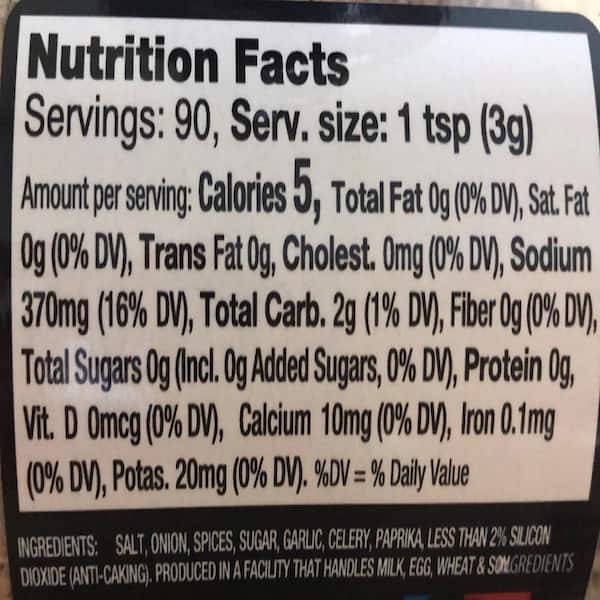 Nutrition Facts
Servings: 90, Serv. size: 1 tsp (3g)
Amount per serving: Calories 5, Total Fat 0g (0% DV), Sat. Fat
0g (0% DV), Trans Fat 0g, Cholest. 0mg (0% DV), Sodium
370mg (16% DV), Total Carb. 2g (1% DV), Fiber 0g (0% DV),
Total Sugars 0g (Incl. 0g Added Sugars, 0% DV), Protein 0g,
Vit. D 0mcg (0% DV), Calcium 10mg (0% DV), Iron 0.1mg
(0% DV), Potas. 20mg (0% DV). %DV = % Daily Value
INGREDIENTS: SALT, ONION, SPICES, SUGAR, GARLIC, CELERY, PAPRIKA, LESS THAN 2% SILICON
DIOXIDE (ANTI-CAKING). PRODUCED IN A FACILITY THAT HANDLES MILK, EGG, WHEAT &